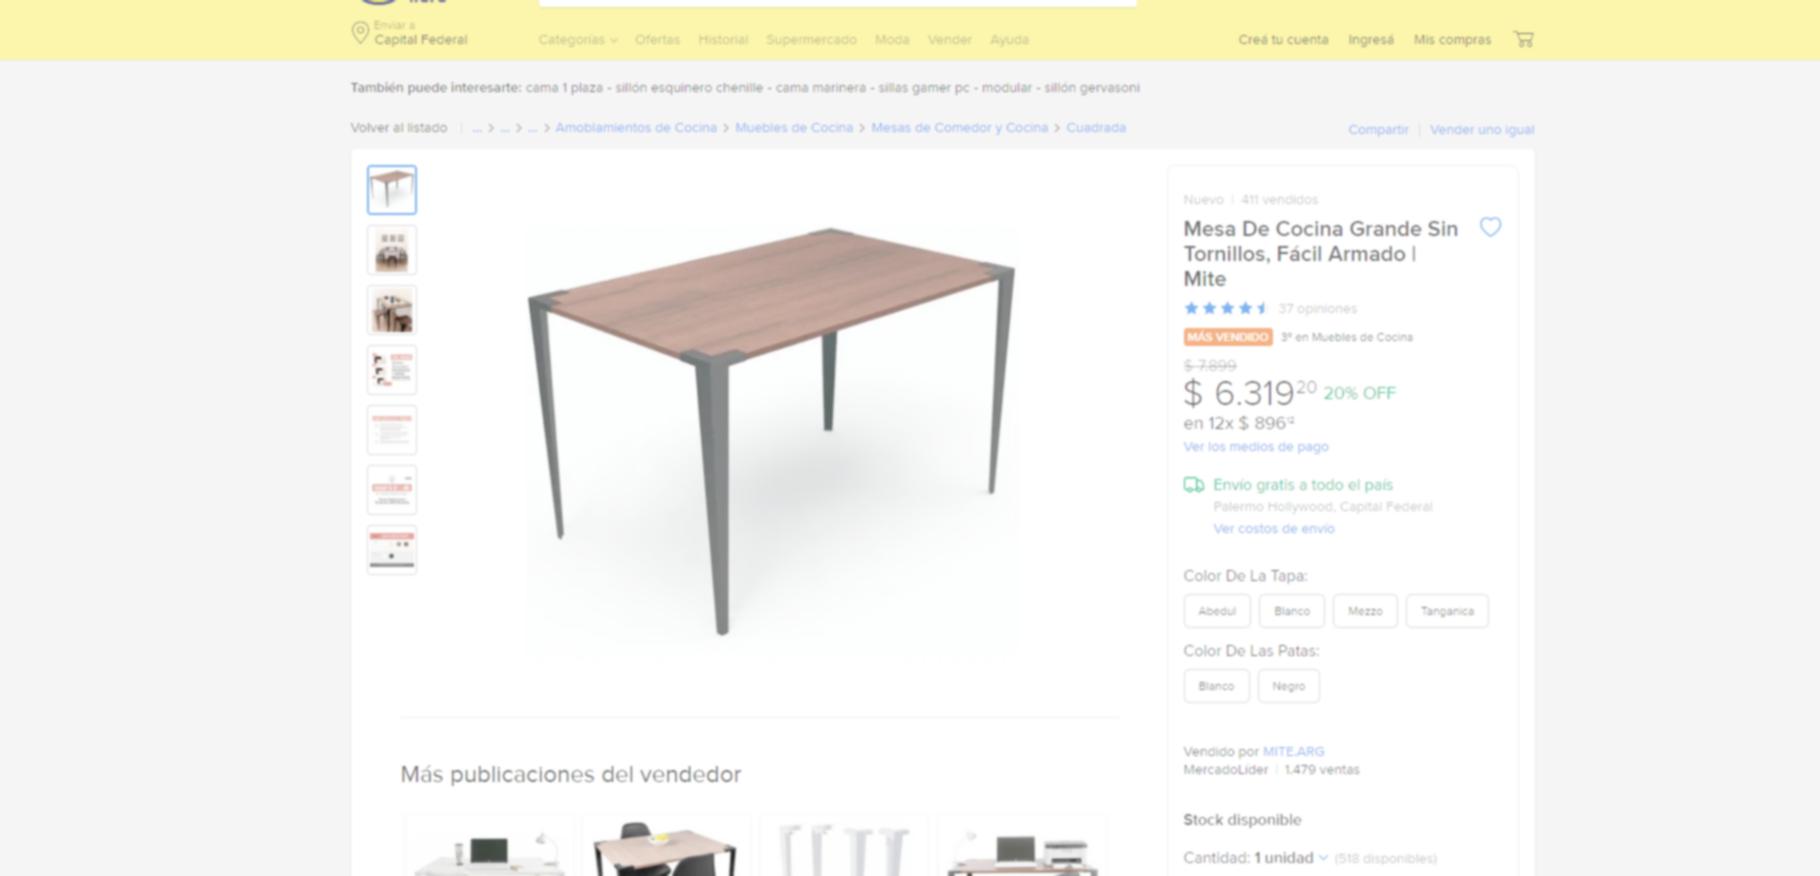 Enviar a
Capital Federal
Categorías Ofertas Historial Supermercado Moda Vender Ayuda
Creá tu cuenta Ingresá Mis compras
También puede interesarte: cama 1 plaza - sillón esquinero chenille - cama marinera - sillas gamer pc - modular - sillón gervasoni
Volver al listado | ... > ... > ... > Amoblamientos de Cocina > Muebles de Cocina > Mesas de Comedor y Cocina > Cuadrada
Compartir | Vender uno igual
Nuevo | 411 vendidos
Mesa De Cocina Grande Sin
Tornillos, Fácil Armado |
Mite
37 opiniones
MÁS VENDIDO 3º en Muebles de Cocina
$ 7.899
$ 6.319 20 20% OFF
en 12x $ 896
Ver los medios de pago
Envío gratis a todo el país
Palermo Hollywood, Capital Federal
Ver costos de envío
Color De La Tapa:
Abedul Blanco Mezzo Tanganica
Color De Las Patas:
Blanco Negro
Vendido por MITE.ARG
MercadoLíder | 1.479 ventas
Stock disponible
Cantidad: 1 unidad (518 disponibles)
Más publicaciones del vendedor